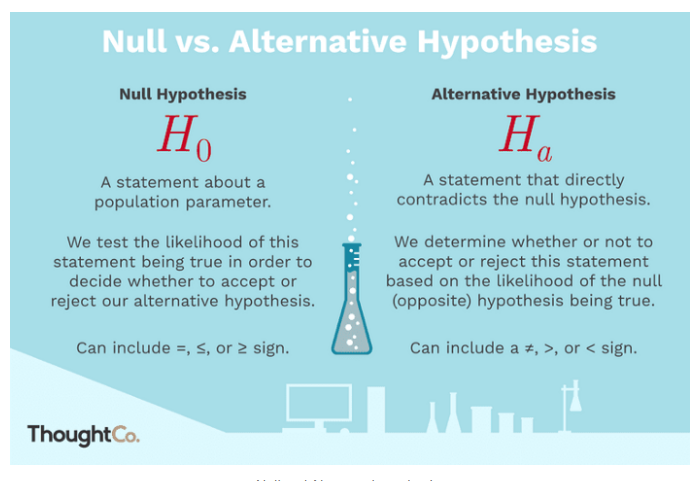 Null vs. Alternative Hypothesis
Null Hypothesis
H₀
A statement about a
population parameter.
We test the likelihood of this
statement being true in order to
decide whether to accept or
reject our alternative hypothesis.
Can include =, ≤, or ≥ sign.
Alternative Hypothesis
Hₐ
A statement that directly
contradicts the null hypothesis.
We determine whether or not to
accept or reject this statement
based on the likelihood of the null
(opposite) hypothesis being true.
Can include a ≠, >, or < sign.
ThoughtCo.